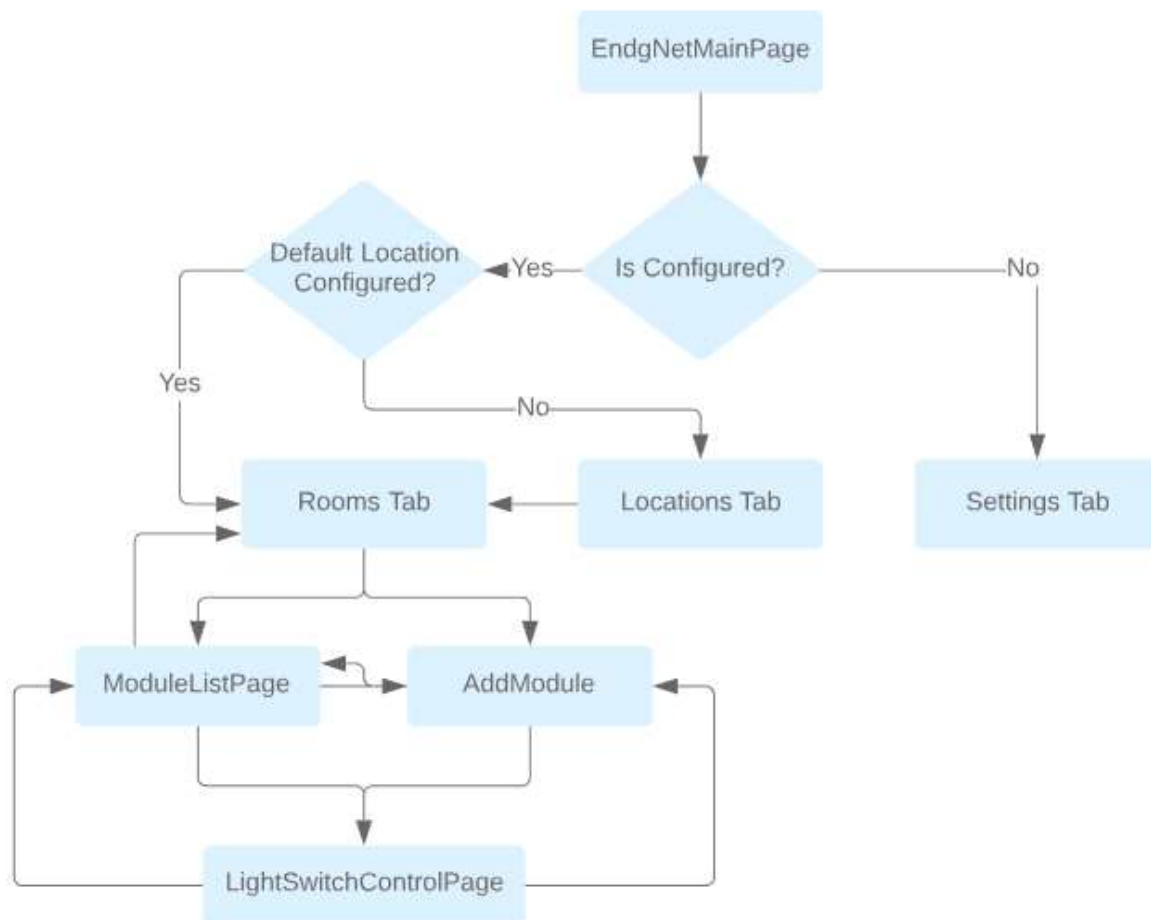 EndgNetMainPage
Default Location
Configured?
Yes
Is Configured?
No
Yes
No
Rooms Tab
Locations Tab
Settings Tab
ModuleListPage
AddModule
LightSwitchControlPage